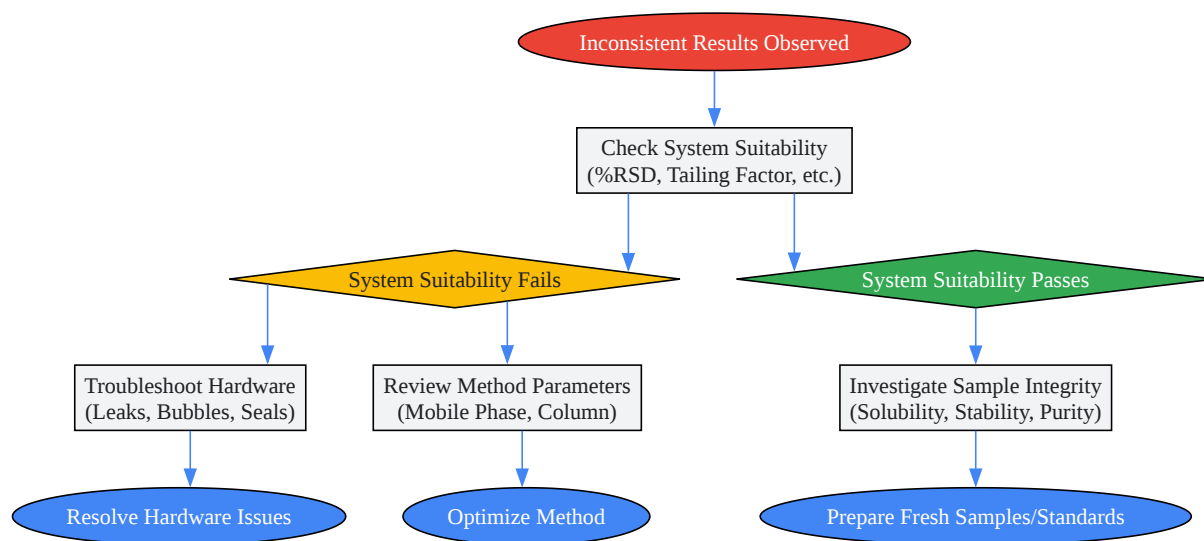 Inconsistent Results Observed
Check System Suitability
(%RSD, Tailing Factor, etc.)
System Suitability Fails
System Suitability Passes
Troubleshoot Hardware
(Leaks, Bubbles, Seals)
Review Method Parameters
(Mobile Phase, Column)
Investigate Sample Integrity
(Solubility, Stability, Purity)
Resolve Hardware Issues
Optimize Method
Prepare Fresh Samples/Standards